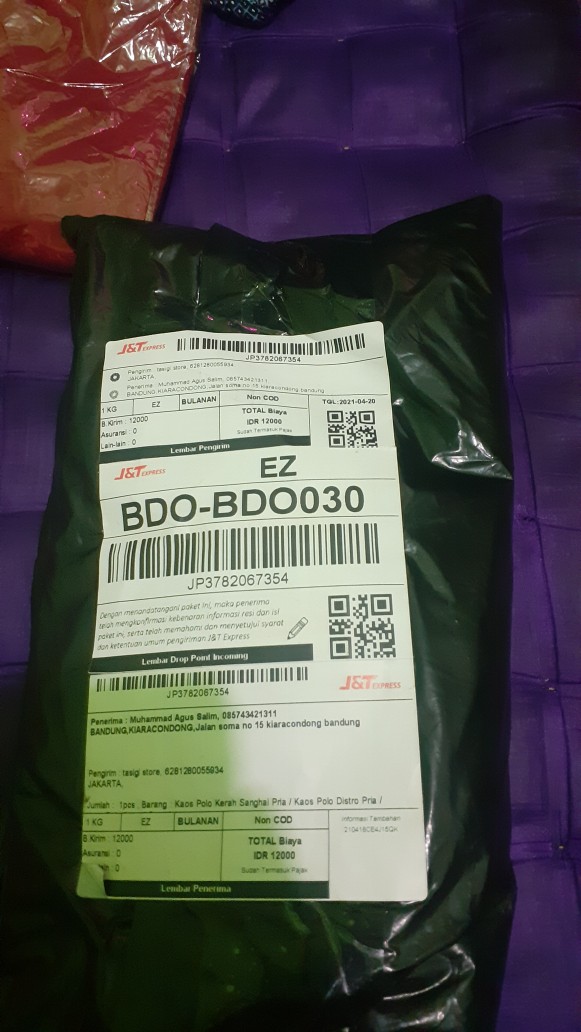 J&T EXPRESS
JP3782067354
Pengirim : tasigi store, 6281280055934
JAKARTA
Penerima : Muhammad Agus Salim, 085743421311
BANDUNG,KIARACONDONG,Jalan soma no 15 kiaracondong bandung
1 KG EZ BULANAN Non COD TGL:2021-04-20
B.Kirim : 12000
Asuransi : 0
Lain-lain : 0
TOTAL Biaya
IDR 12000
Sudah Termasuk Pajak
Lembar Pengirim
J&T EXPRESS EZ
BDO-BDO030
JP3782067354
Dengan menandatangani paket ini, maka penerima
telah mengkonfirmasi kebenaran informasi resi dan isi
paket ini, serta telah memahami dan menyetujui syarat
dan ketentuan umum pengiriman J&T Express
Lembar Drop Point Incoming
JP3782067354
J&T EXPRESS
Penerima : Muhammad Agus Salim, 085743421311
BANDUNG,KIARACONDONG,Jalan soma no 15 kiaracondong bandung
Pengirim : tasigi store, 6281280055934
JAKARTA,
Jumlah : 1pcs , Barang : Kaos Polo Kerah Sanghai Pria / Kaos Polo Distro Pria /
1 KG EZ BULANAN Non COD
B.Kirim : 12000
Asuransi : 0
: 0
TOTAL Biaya
IDR 12000
Sudah Termasuk Pajak
Informasi Tambahan
Lembar Penerima